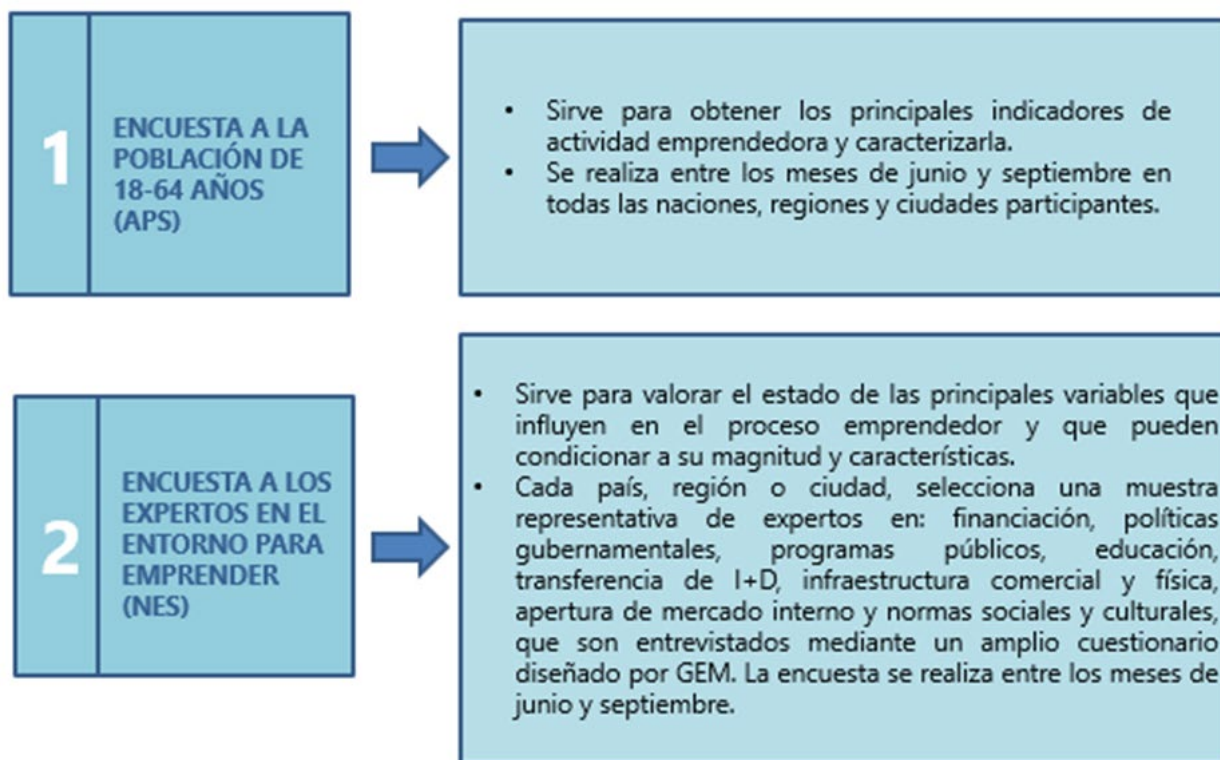 1
ENCUESTA A LA
POBLACIÓN DE
18-64 AÑOS
(APS)
• Sirve para obtener los principales indicadores de
actividad emprendedora y caracterizarla.
• Se realiza entre los meses de junio y septiembre en
todas las naciones, regiones y ciudades participantes.
2
ENCUESTA A LOS
EXPERTOS EN EL
ENTORNO PARA
EMPRENDER
(NES)
• Sirve para valorar el estado de las principales variables que
influyen en el proceso emprendedor y que pueden
condicionar a su magnitud y características.
• Cada país, región o ciudad, selecciona una muestra
representativa de expertos en: financiación, políticas
gubernamentales, programas públicos, educación,
transferencia de I+D, infraestructura comercial y física,
apertura de mercado interno y normas sociales y culturales,
que son entrevistados mediante un amplio cuestionario
diseñado por GEM. La encuesta se realiza entre los meses de
junio y septiembre.